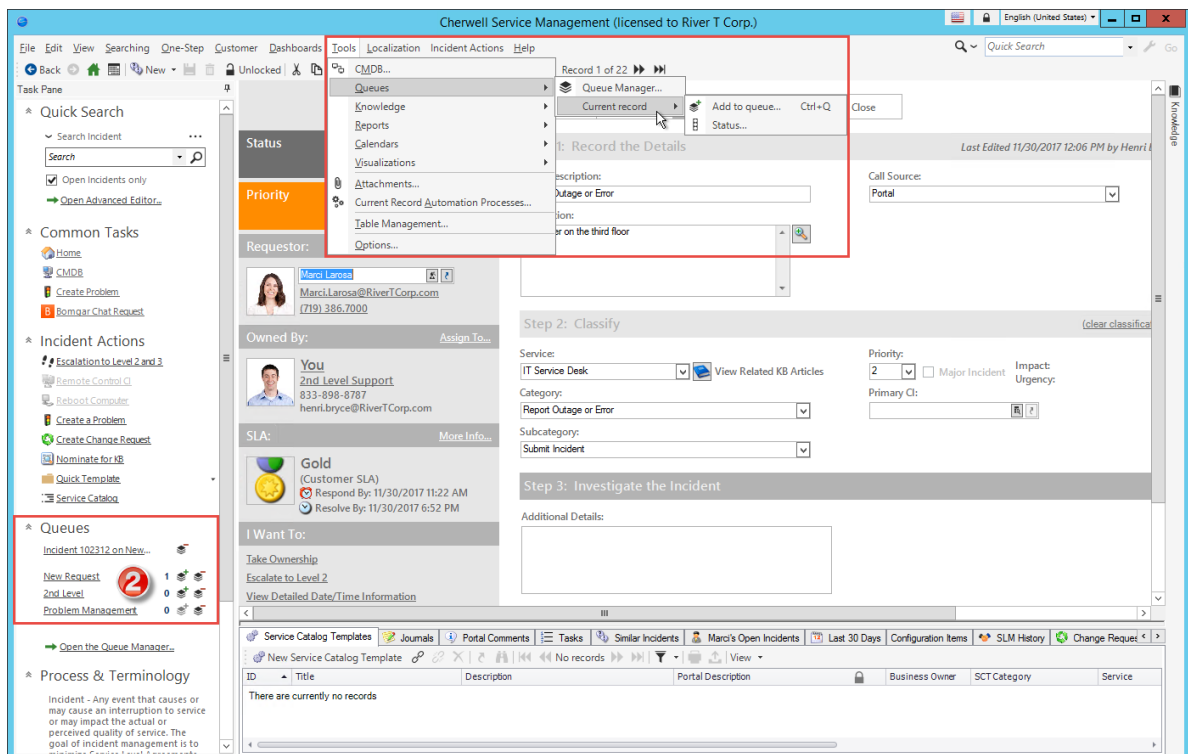 Cherwell Service Management (licensed to River T Corp.)
English (United States)
File Edit View Searching One-Step Customer Dashboards Tools Localization Incident Actions Help
Quick Search
Go
Back
New
Unlocked
Record 1 of 22
Task Pane
Quick Search
Search Incident
Search
Open Incidents only
Open Advanced Editor...
Common Tasks
Home
CMDB
Create Problem
Bomgar Chat Request
Incident Actions
Escalation to Level 2 and 3
Remote Control CI
Reboot Computer
Create a Problem
Create Change Request
Nominate for KB
Quick Template
Service Catalog
Queues
Incident 102312 on New...
New Request 1
2
2nd Level 0
Problem Management 0
Open the Queue Manager...
Process & Terminology
Incident - Any event that causes or
may cause an interruption to service
or may impact the actual or
perceived quality of service. The
goal of incident management is to
minimize Service Level Agreements
CMDB...
Queues
Knowledge
Reports
Calendars
Visualizations
Attachments...
Current Record Automation Processes...
Table Management...
Options...
Queue Manager...
Current record
Add to queue... Ctrl+Q
Status...
Close
Status
Priority
Requestor:
Marci Larosa
Marci.Larosa@RiverTCorp.com
(719) 386.7000
Owned By: Assign To...
You
2nd Level Support
833-898-8787
henri.bryce@RiverTCorp.com
SLA: More Info...
Gold
(Customer SLA)
Respond By: 11/30/2017 11:22 AM
Resolve By: 11/30/2017 6:52 PM
I Want To:
Take Ownership
Escalate to Level 2
View Detailed Date/Time Information
1: Record the Details
Last Edited 11/30/2017 12:06 PM by Henri
escription:
Outage or Error
Call Source:
Portal
tion:
er on the third floor
Step 2: Classify
(clear classificat
Service:
IT Service Desk
View Related KB Articles
Priority:
2
Major Incident
Impact:
Urgency:
Category:
Report Outage or Error
Primary CI:
Subcategory:
Submit Incident
Step 3: Investigate the Incident
Additional Details:
Knowledge
Service Catalog Templates Journals Portal Comments Tasks Similar Incidents Marci's Open Incidents Last 30 Days Configuration Items SLM History Change Reques
New Service Catalog Template
No records
View
ID Title Description Portal Description Business Owner SCT Category Service
There are currently no records